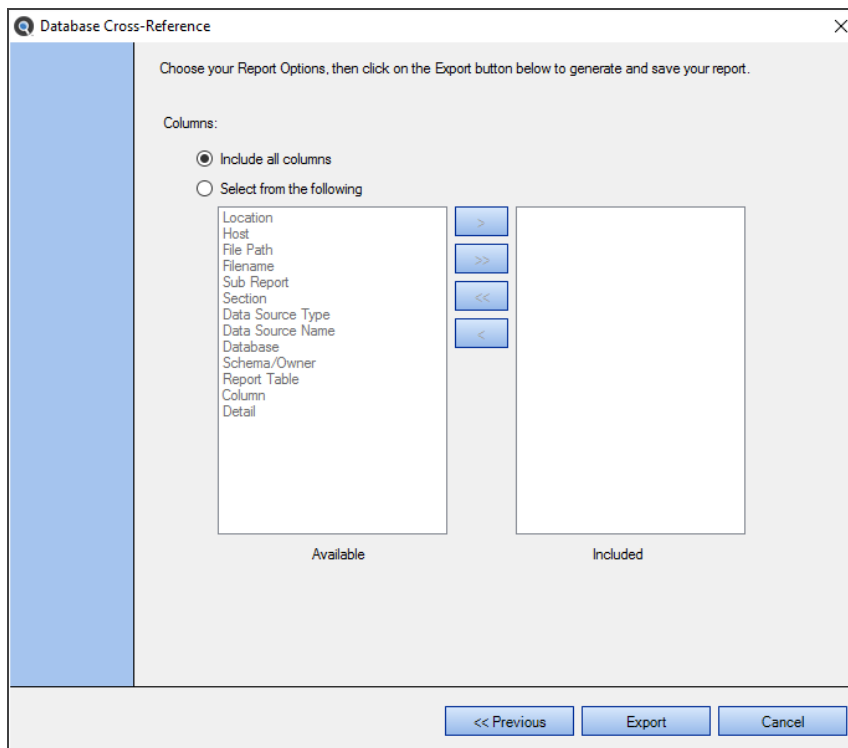 Database Cross-Reference
Choose your Report Options, then click on the Export button below to generate and save your report.
Columns:
Include all columns
Select from the following
Location
Host
File Path
Filename
Sub Report
Section
Data Source Type
Data Source Name
Database
Schema/Owner
Report Table
Column
Detail
>
>>
<<
<
Available
Included
<< Previous
Export
Cancel